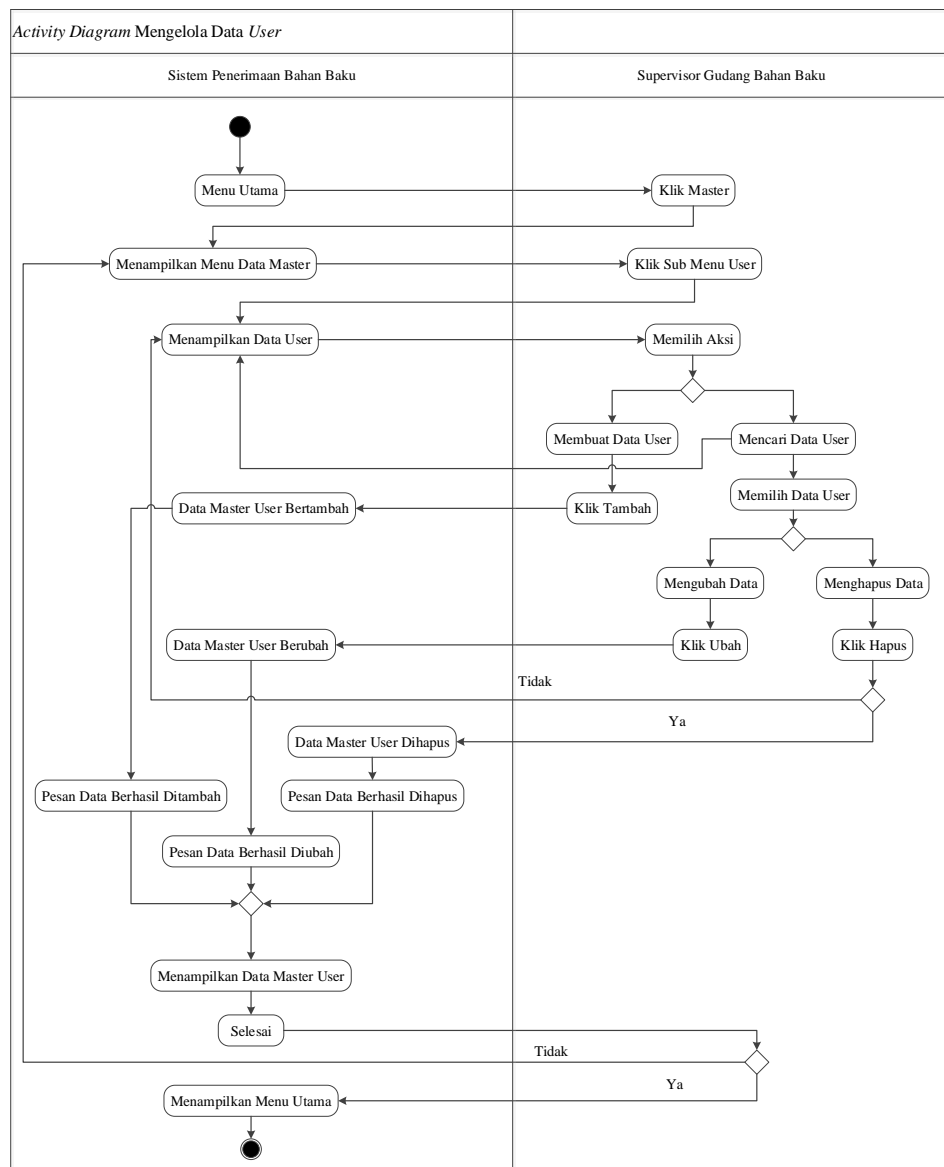 Activity Diagram Mengelola Data User
Sistem Penerimaan Bahan Baku
Supervisor Gudang Bahan Baku
Menu Utama
Klik Master
Menampilkan Menu Data Master
Klik Sub Menu User
Menampilkan Data User
Memilih Aksi
Membuat Data User
Mencari Data User
Memilih Data User
Data Master User Bertambah
Klik Tambah
Mengubah Data
Menghapus Data
Data Master User Berubah
Klik Ubah
Klik Hapus
Tidak
Ya
Data Master User Dihapus
Pesan Data Berhasil Ditambah
Pesan Data Berhasil Dihapus
Pesan Data Berhasil Diubah
Menampilkan Data Master User
Selesai
Tidak
Ya
Menampilkan Menu Utama